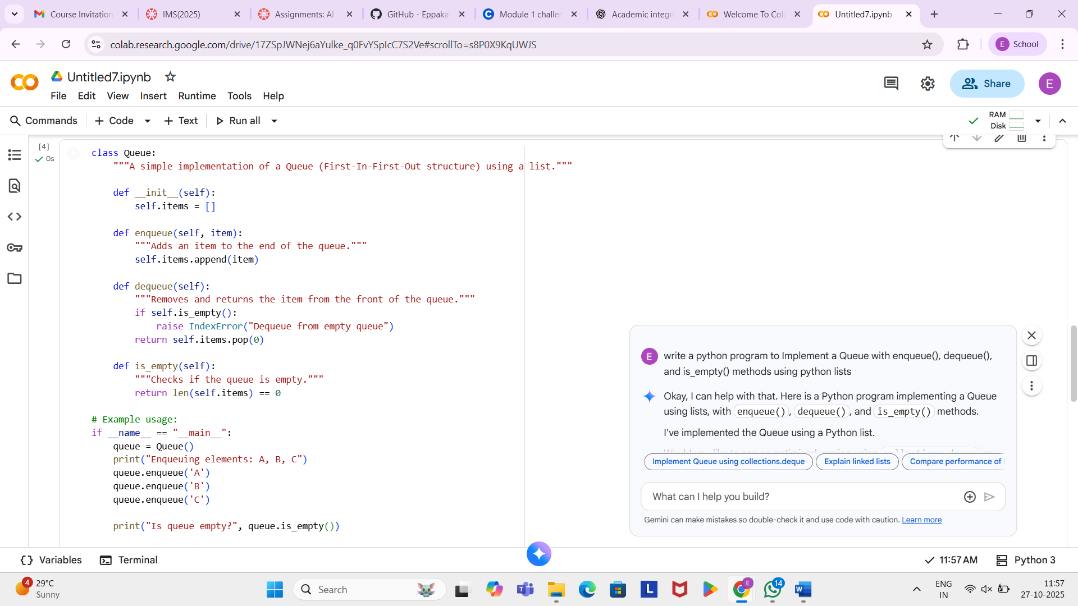 Course Invitation
IMS(2025)
Assignments: AI
GitHub - Eppaka
Module 1 challen
Academic integr
Welcome To Col
Untitled7.ipynb
colab.research.google.com/drive/17ZSpJWNej6aYulke_q0FvYSpIcC7S2Ve#scrollTo=s8P0X9KqUWJS
E School
Untitled7.ipynb
File Edit View Insert Runtime Tools Help
Share
E
Commands + Code + Text Run all
RAM
Disk
[4]
0s
class Queue:
"""A simple implementation of a Queue (First-In-First-Out structure) using a list."""
def __init__(self):
self.items = []
def enqueue(self, item):
"""Adds an item to the end of the queue."""
self.items.append(item)
def dequeue(self):
"""Removes and returns the item from the front of the queue."""
if self.is_empty():
raise IndexError("Dequeue from empty queue")
return self.items.pop(0)
def is_empty(self):
"""Checks if the queue is empty."""
return len(self.items) == 0
# Example usage:
if __name__ == "__main__":
queue = Queue()
print("Enqueuing elements: A, B, C")
queue.enqueue('A')
queue.enqueue('B')
queue.enqueue('C')
print("Is queue empty?", queue.is_empty())
E
write a python program to Implement a Queue with enqueue(), dequeue(),
and is_empty() methods using python lists
Okay, I can help with that. Here is a Python program implementing a Queue
using lists, with enqueue(), dequeue(), and is_empty() methods.
I've implemented the Queue using a Python list.
Implement Queue using collections.deque
Explain linked lists
Compare performance of
What can I help you build?
Gemini can make mistakes so double-check it and use code with caution. Learn more
Variables Terminal
11:57 AM Python 3
4
29°C
Sunny
Search
14
ENG
IN
11:57
27-10-2025